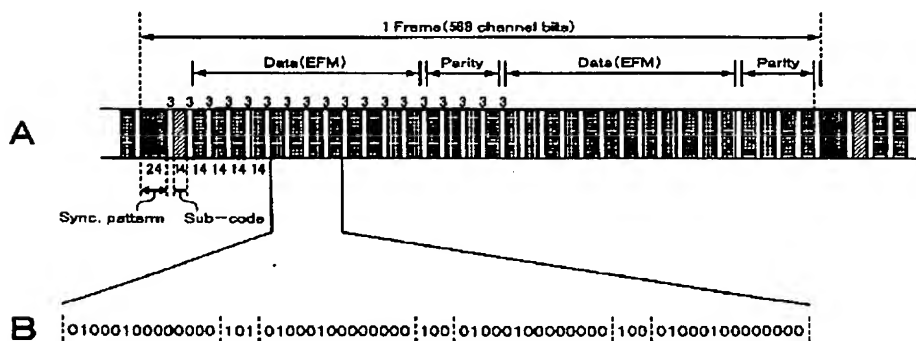 1 Frame(588 channel bits)
Data(EFM) Parity Data(EFM) Parity
3 3 3 3 3 3 3 3 3 3 3 3 3 3 3 3 3 3
A
24 14 14 14 14 14
Sync. pattern Sub-code
B 01000100000000 101 01000100000000 100 01000100000000 100 01000100000000